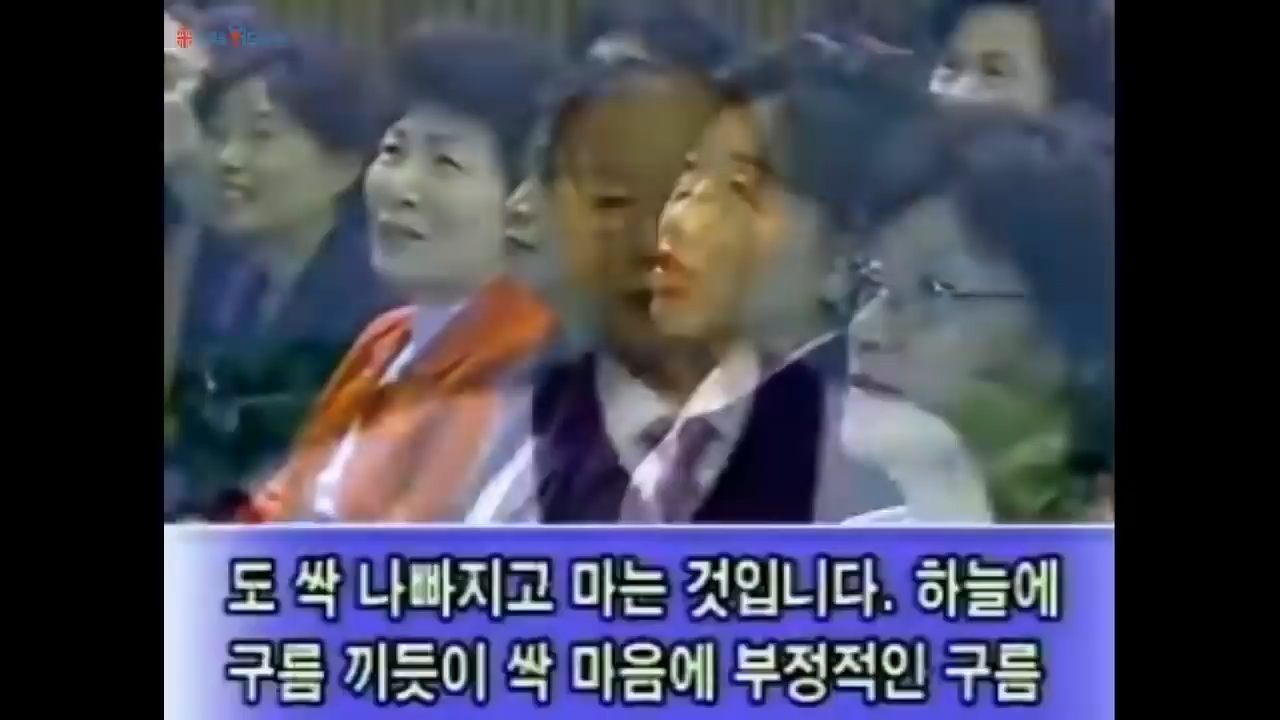 도 싹 나빠지고 마는 것입니다. 하늘에
구름 끼듯이 싹 마음에 부정적인 구름